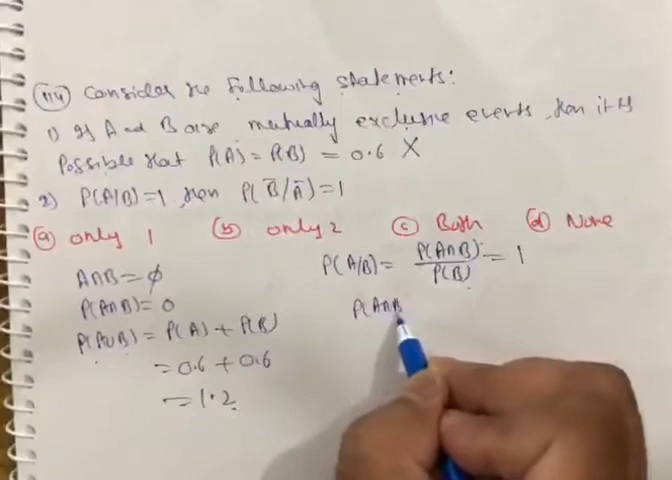 114 Consider the following statements:
1) If A and B are mutually exclusive events, then it is
Possible that P(A) = P(B) = 0.6 X
2) P(A/B)=1, then P(B̅/A̅)=1
(a) only 1 (b) only 2 (c) Both (d) None
A∩B=ϕ
P(A∩B)=0
P(A∪B) = P(A) + P(B)
=0.6+0.6
=1.2
P(A/B)= P(A∩B)/P(B) = 1
P(A∩B